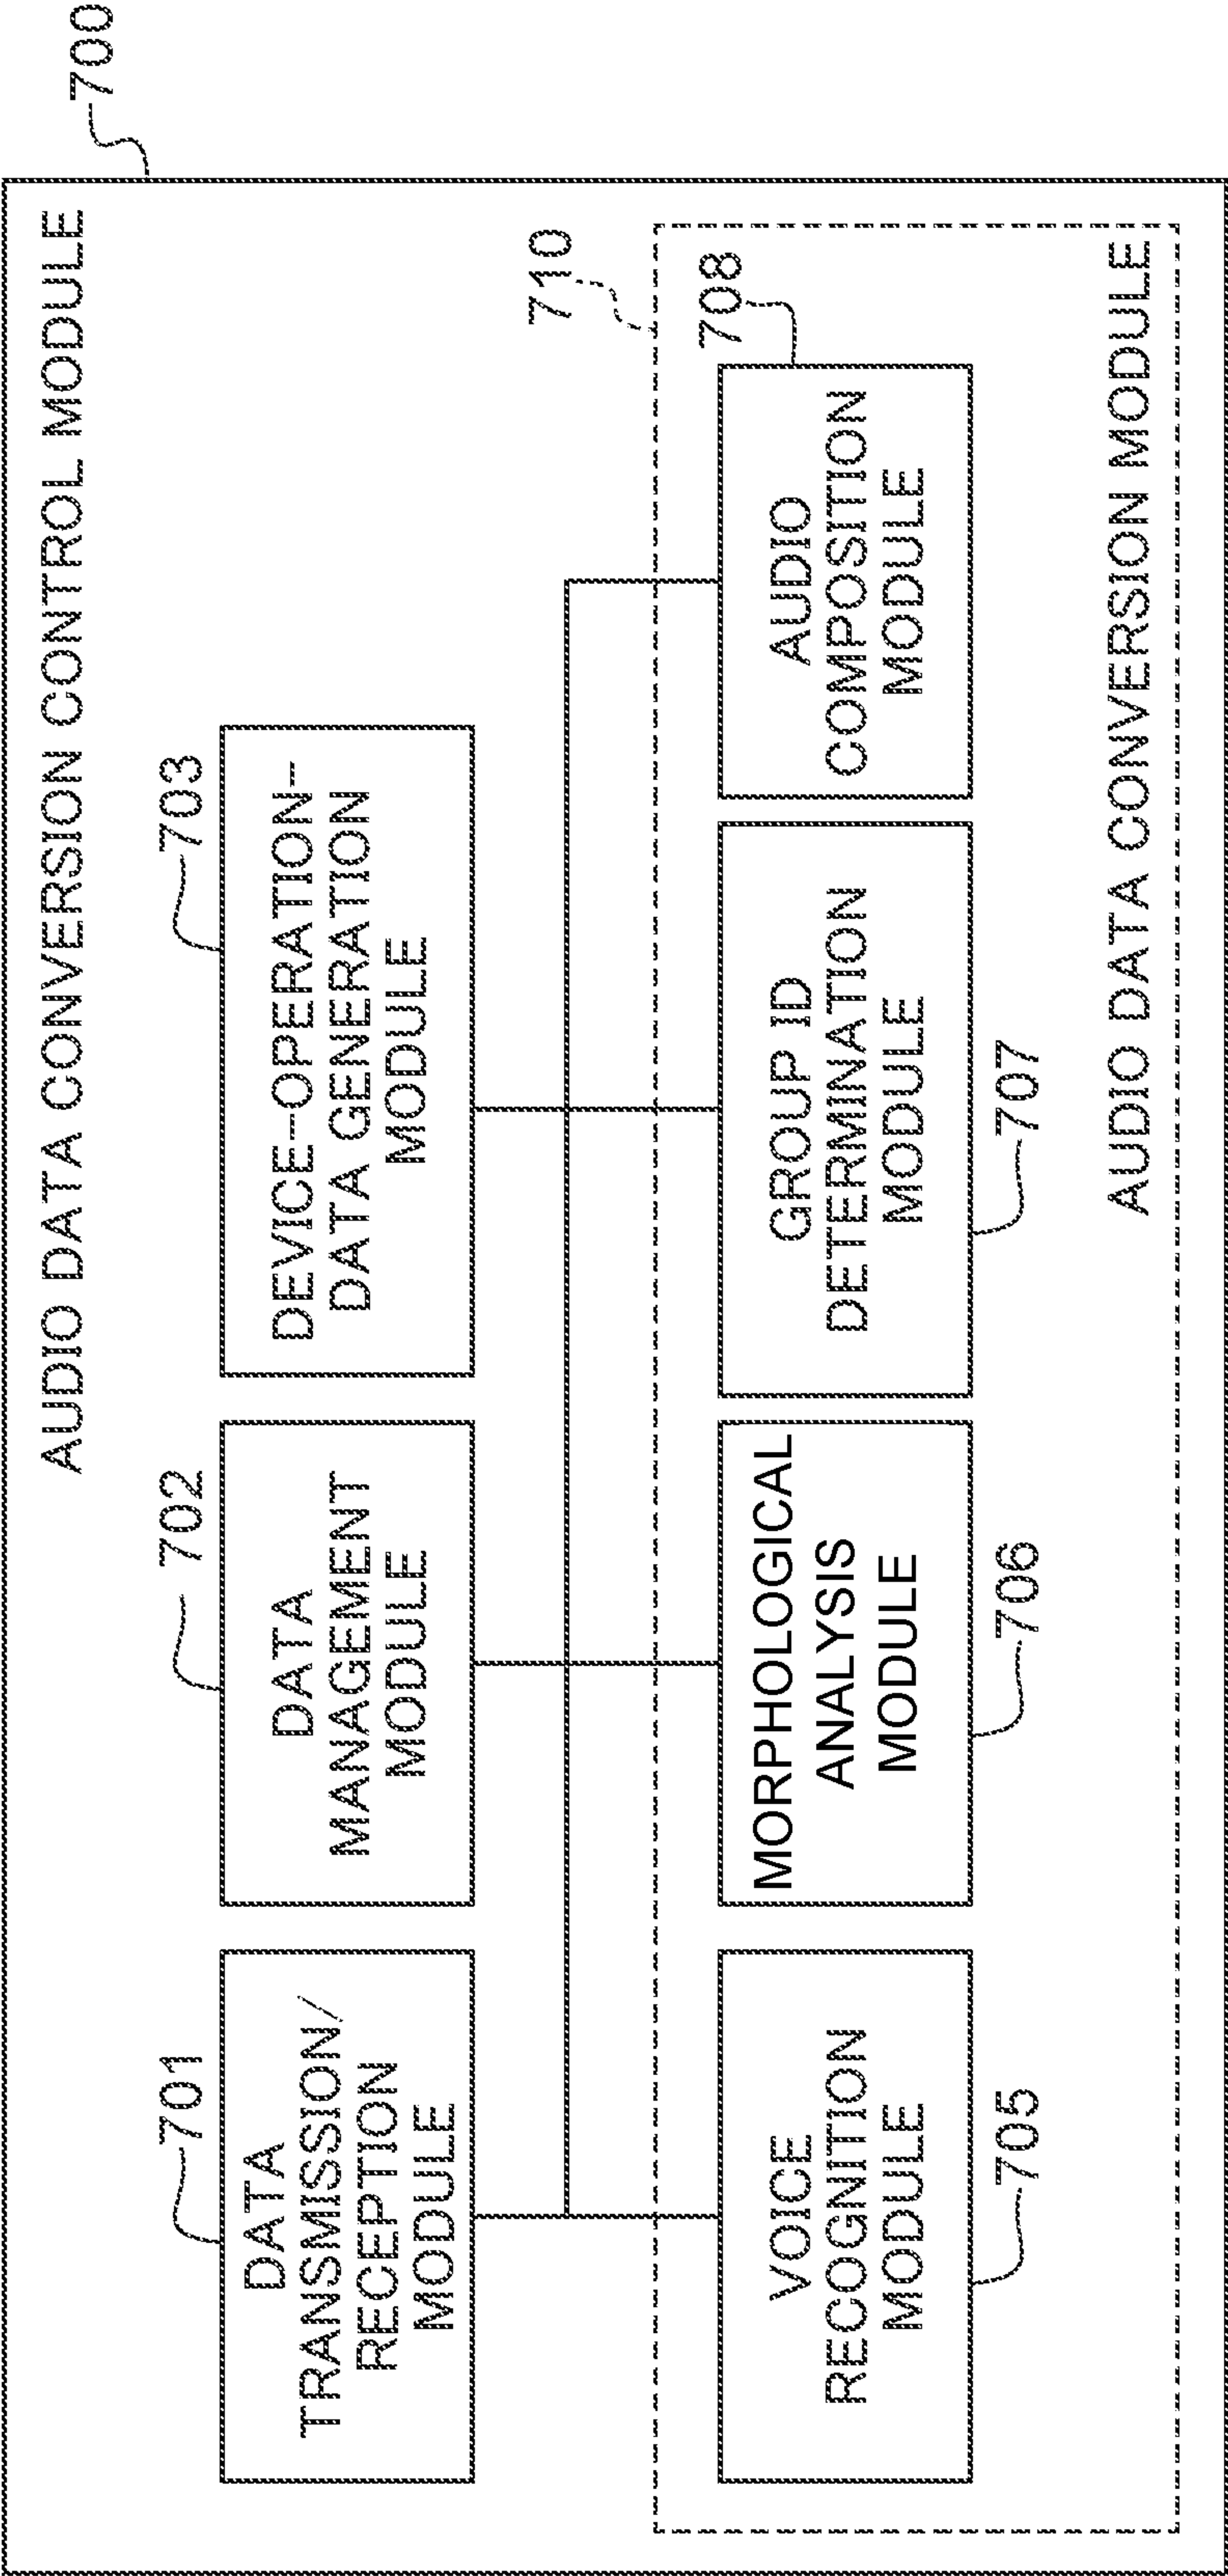 700
AUDIO DATA CONVERSION CONTROL MODULE
701
DATA
TRANSMISSION/
RECEPTION
MODULE
702
DATA
MANAGEMENT
MODULE
703
DEVICE-OPERATION-
DATA GENERATION
MODULE
710
VOICE
RECOGNITION
MODULE
705
MORPHOLOGICAL
ANALYSIS
MODULE
706
GROUP ID
DETERMINATION
MODULE
707
708
AUDIO
COMPOSITION
MODULE
AUDIO DATA CONVERSION MODULE